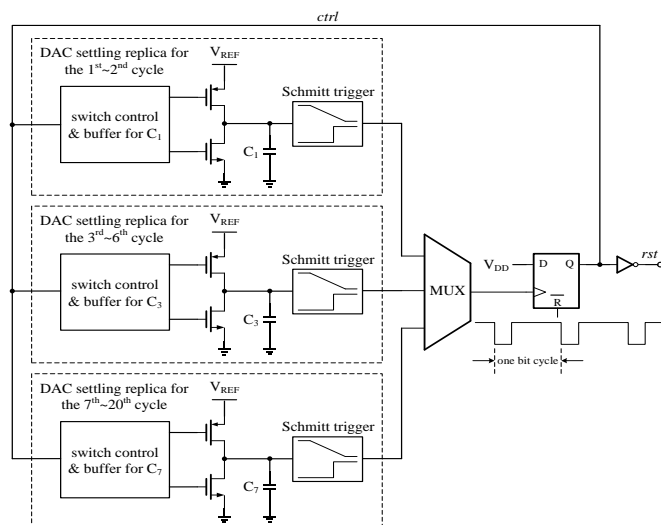 ctrl
DAC settling replica for
the 1st~2nd cycle
VREF
switch control
& buffer for C1
C1
Schmitt trigger
DAC settling replica for
the 3rd~6th cycle
VREF
switch control
& buffer for C3
C3
Schmitt trigger
DAC settling replica for
the 7th~20th cycle
VREF
switch control
& buffer for C7
C7
Schmitt trigger
MUX
VDD
D
Q
R
rst
one bit cycle